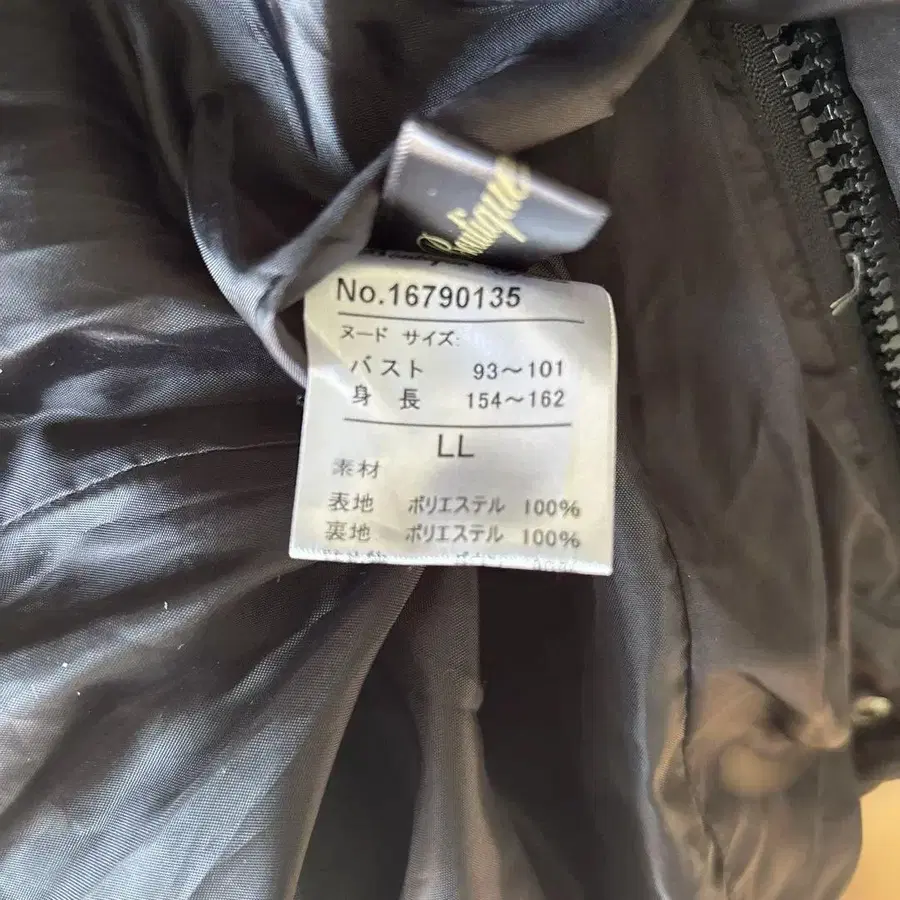 Boutique
No.16790135
ヌード サイズ:
バスト 93〜101
身 長 154〜162
LL
素材
表地 ポリエステル 100%
裏地 ポリエステル 100%